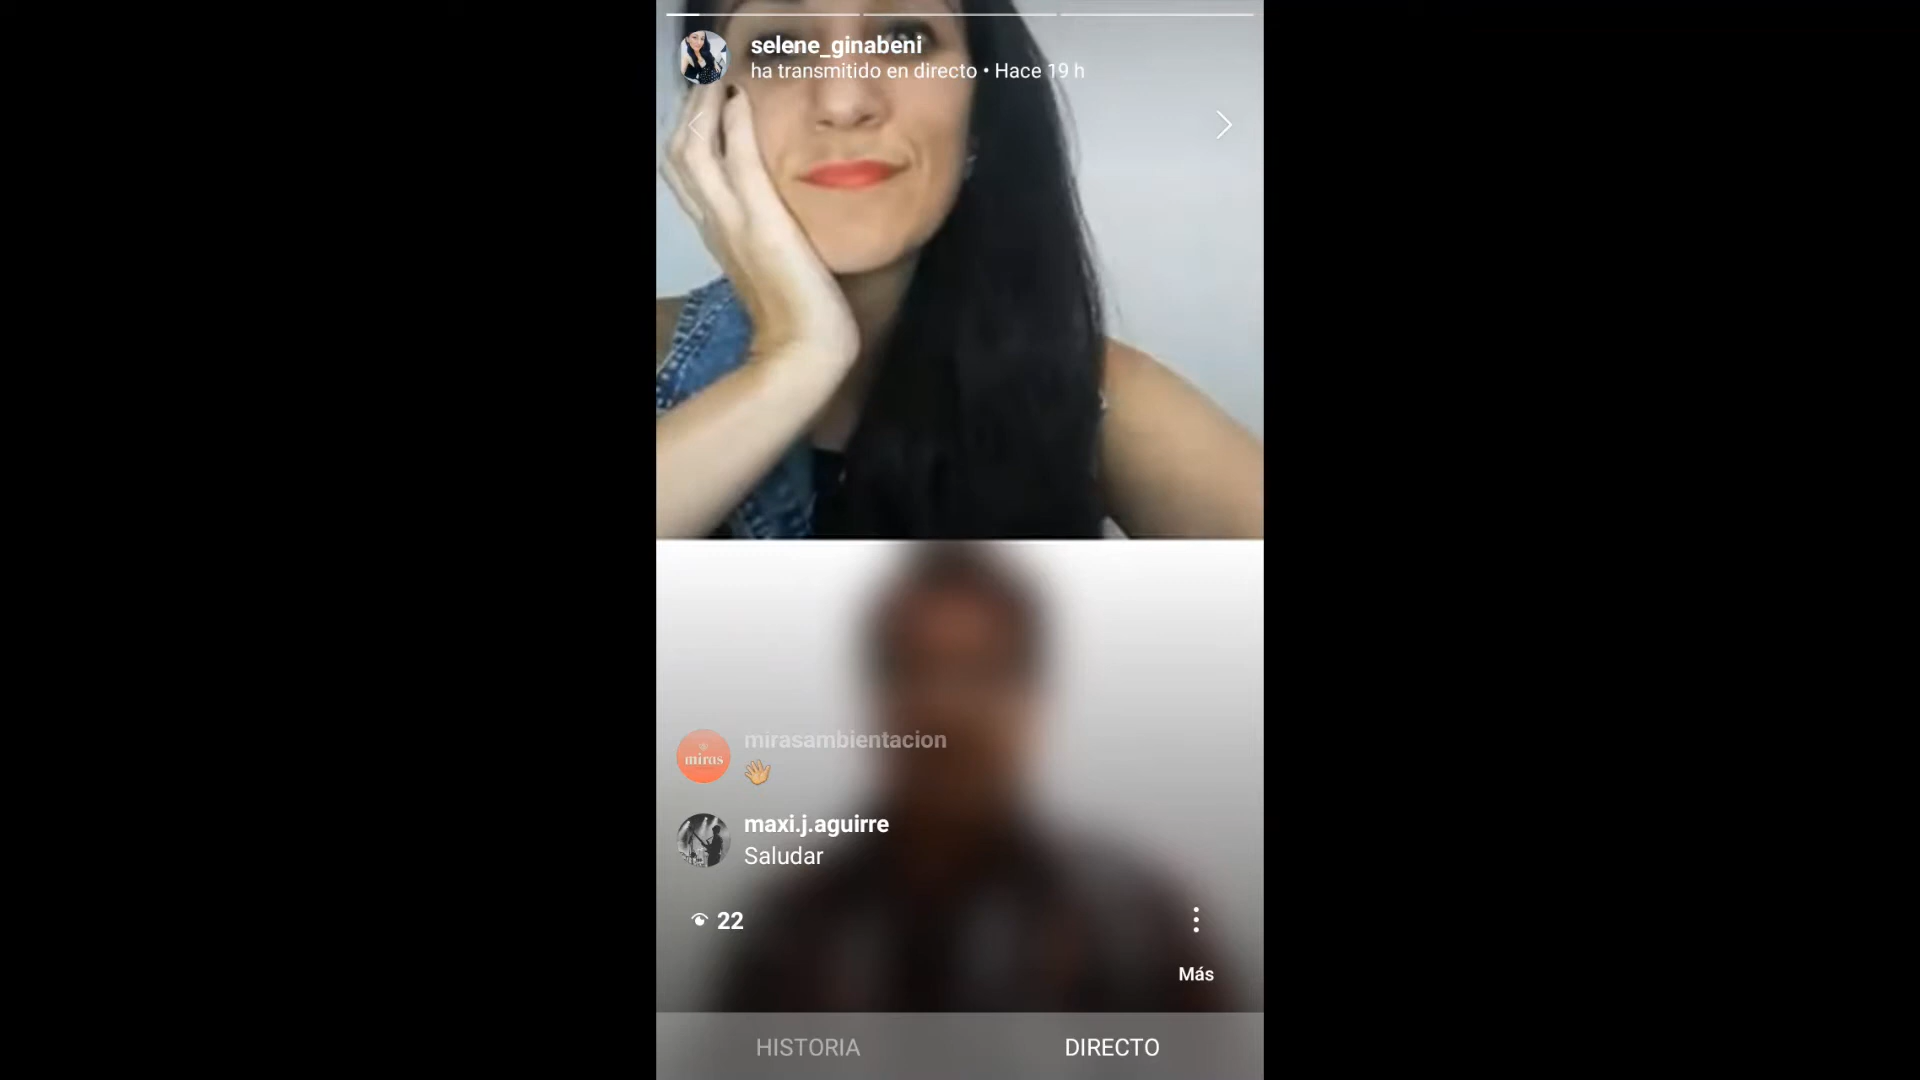 selene_ginabeni
ha transmitido en directo • Hace 19 h
mirasambientacion
miras
👋
maxi.j.aguirre
Saludar
22
Más
HISTORIA
DIRECTO